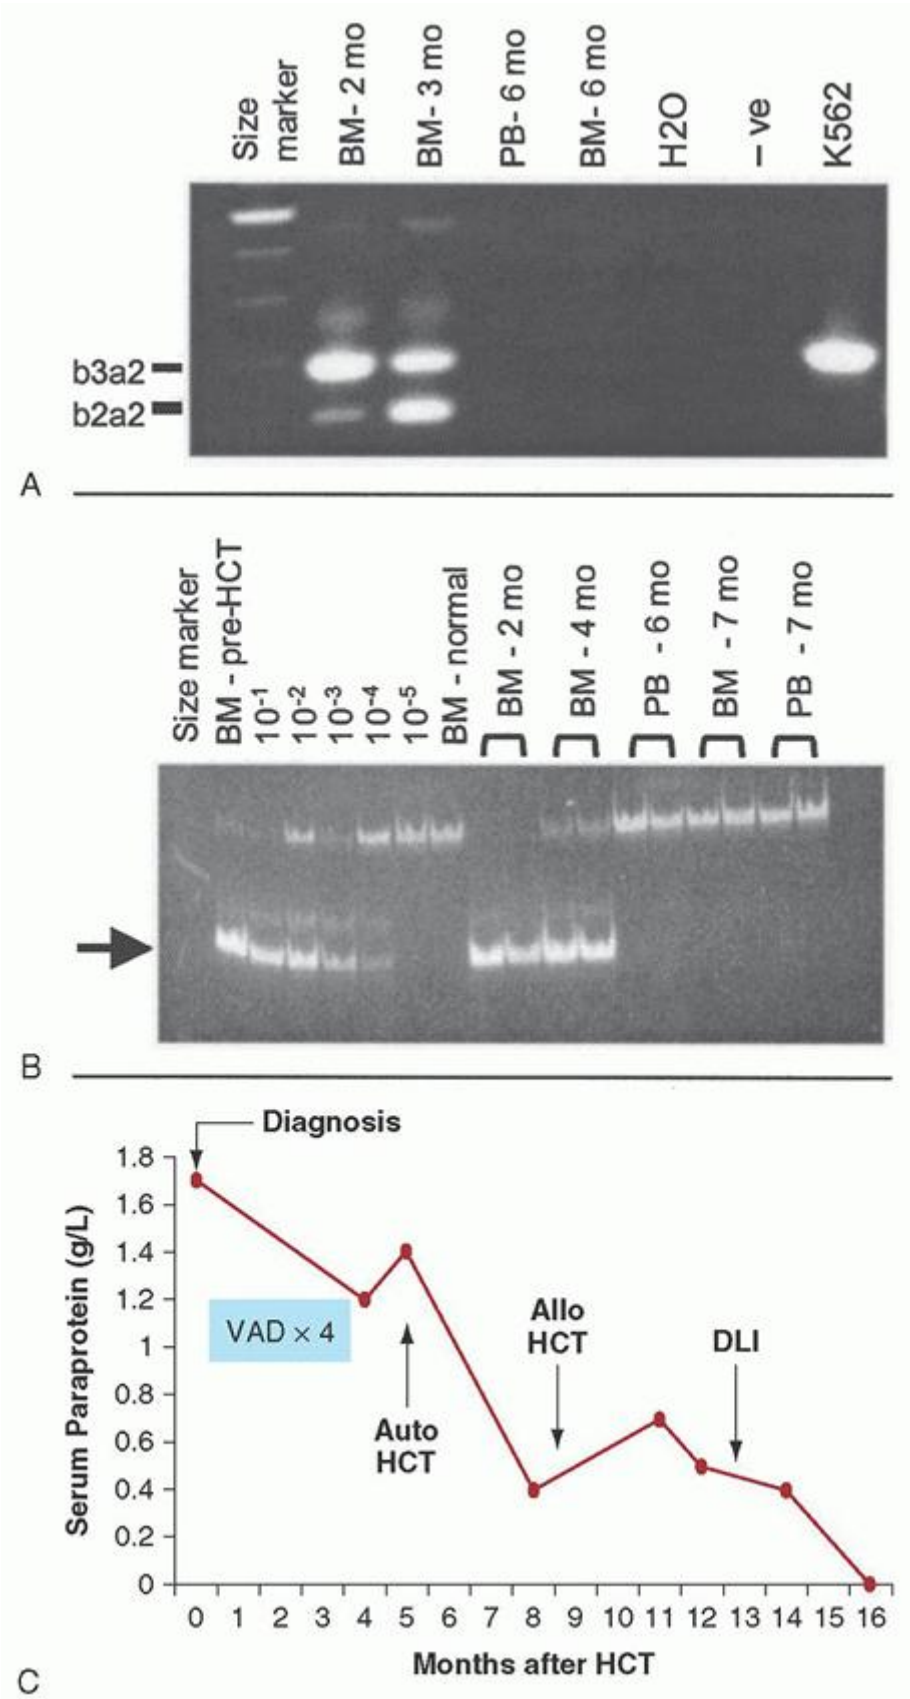 Size
marker
BM- 2 mo
BM- 3 mo
PB- 6 mo
BM- 6 mo
H2O
– ve
K562
b3a2
b2a2
A
Size marker
BM - pre-HCT
10-1
10-2
10-3
10-4
10-5
BM - normal
BM - 2 mo
BM - 4 mo
PB - 6 mo
BM - 7 mo
PB - 7 mo
B
Diagnosis
1.8
1.6
1.4
1.2
1
0.8
0.6
0.4
0.2
0
Serum Paraprotein (g/L)
VAD × 4
Auto
HCT
Allo
HCT
DLI
0 1 2 3 4 5 6 7 8 9 10 11 12 13 14 15 16
Months after HCT
C